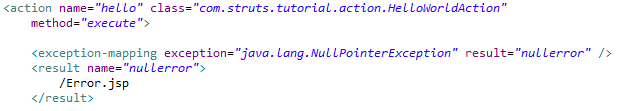 <action name="hello" class="com.struts.tutorial.action.HelloWorldAction"
method="execute">
<exception-mapping exception="java.lang.NullPointerException" result="nullerror" />
<result name="nullerror">
/Error.jsp
</result>